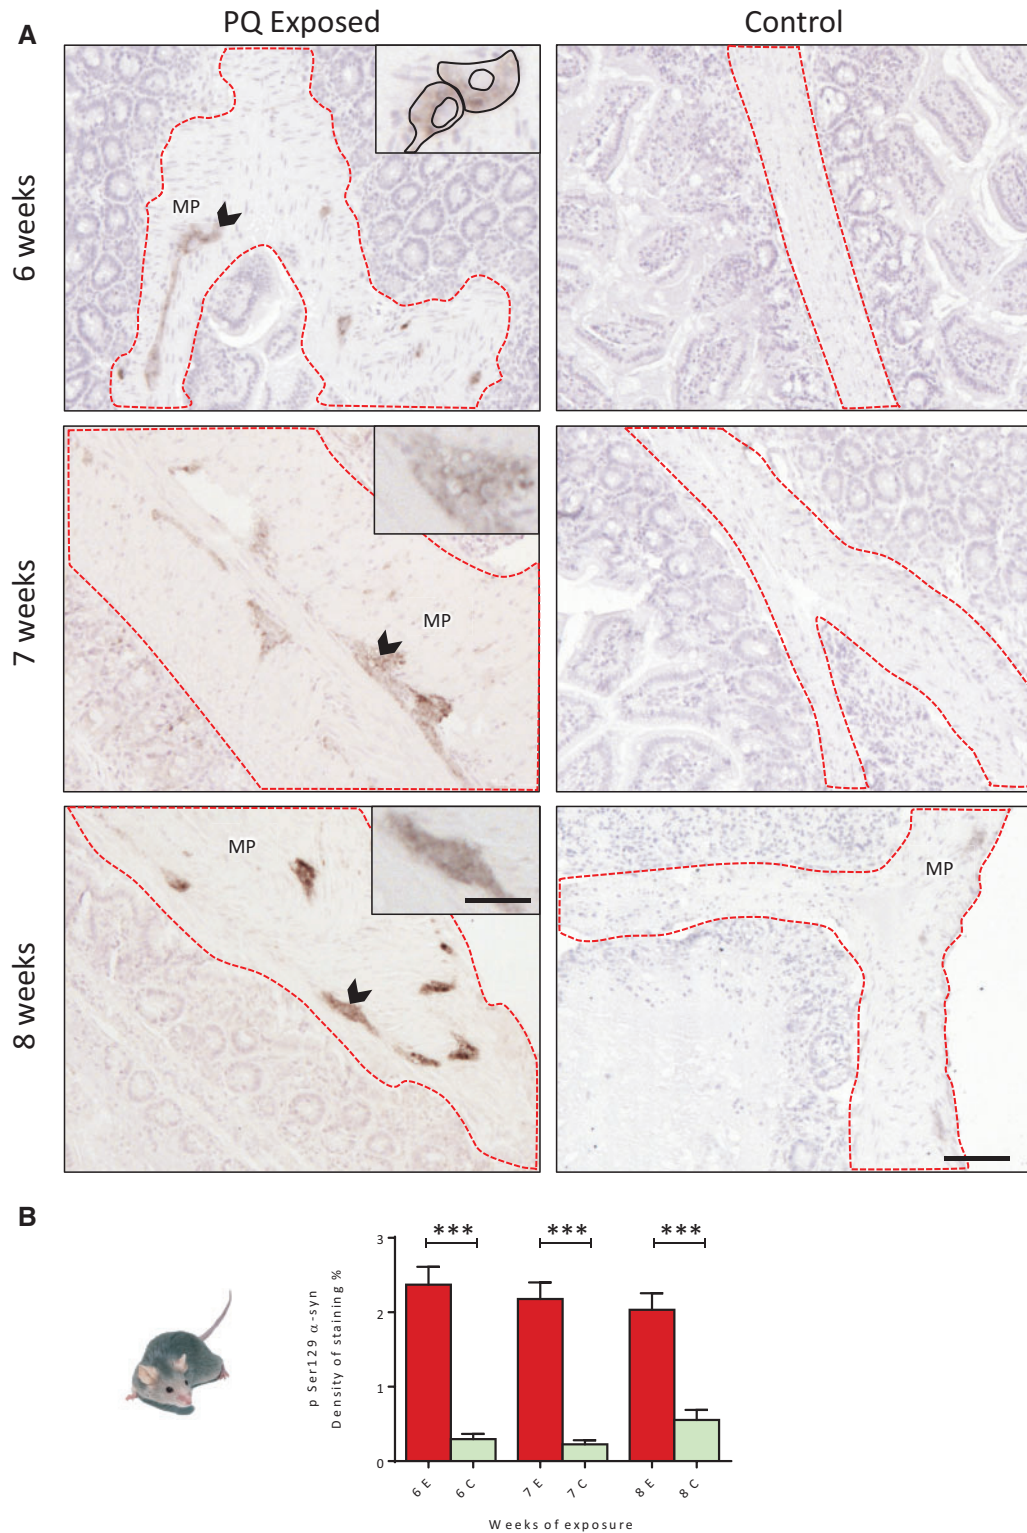 A
PQ Exposed
Control
6 weeks
MP
7 weeks
MP
8 weeks
MP
MP
B
***
***
***
p Ser129 α-syn
Density of staining %
3
2
1
0
6 E
6 C
7 E
7 C
8 E
8 C
Weeks of exposure